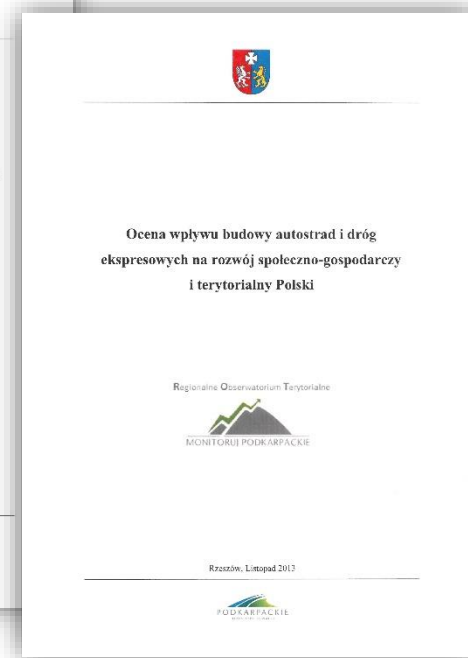 Ocena wpływu budowy autostrad i dróg
ekspresowych na rozwój społeczno-gospodarczy
i terytorialny Polski
Regionalne Obserwatorium Terytorialne
MONITORUJ PODKARPACKIE
Rzeszów, Listopad 2013
PODKARPACKIE